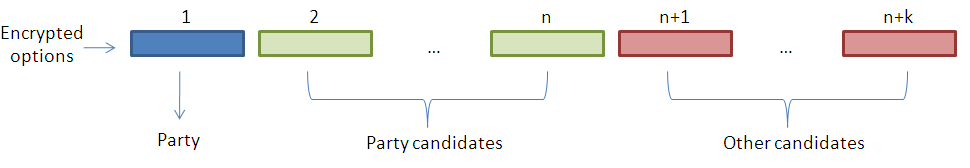 1 2 n n+1 n+k
Encrypted
options
... ...
Party Party candidates Other candidates